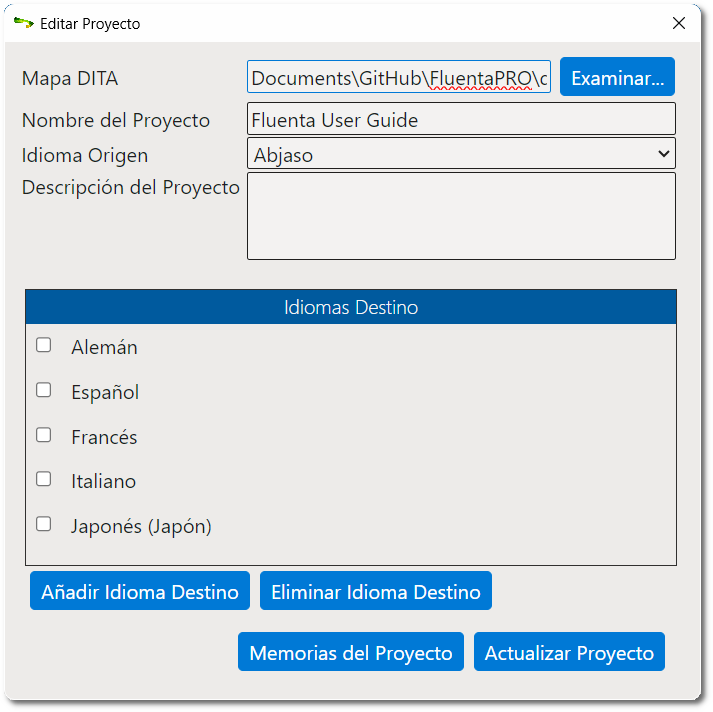 Editar Proyecto
Mapa DITA Documents\GitHub\FluentaPRO\c Examinar...
Nombre del Proyecto Fluenta User Guide
Idioma Origen Abjaso
Descripción del Proyecto
Idiomas Destino
Alemán
Español
Francés
Italiano
Japonés (Japón)
Añadir Idioma Destino Eliminar Idioma Destino
Memorias del Proyecto Actualizar Proyecto